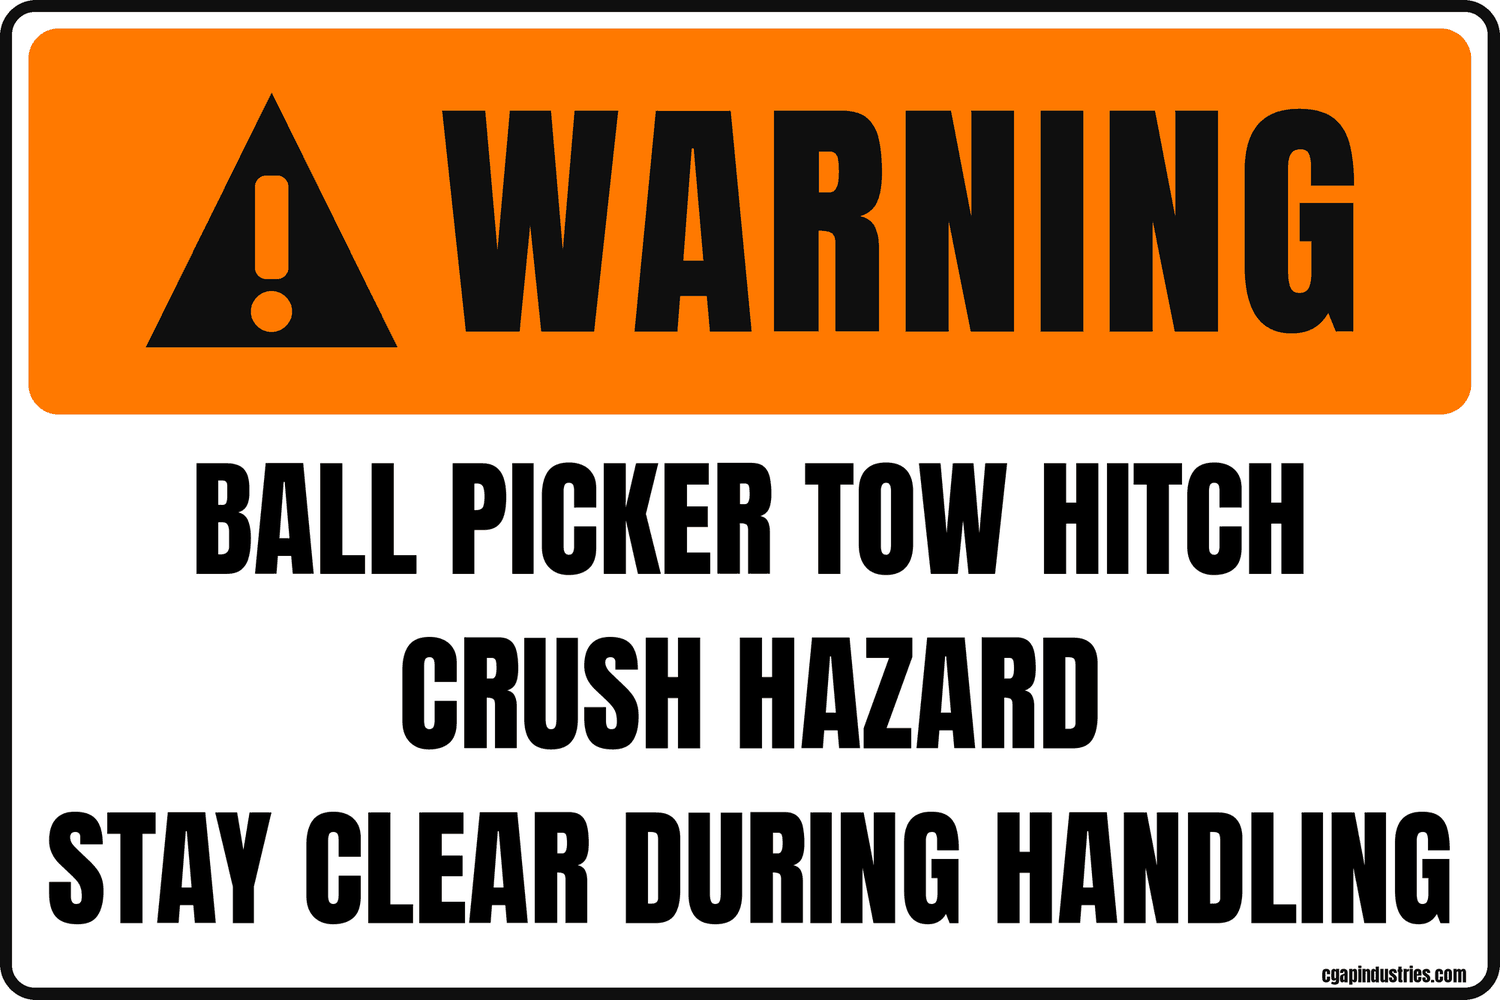 WARNING
BALL PICKER TOW HITCH
CRUSH HAZARD
STAY CLEAR DURING HANDLING
cgapindustries.com